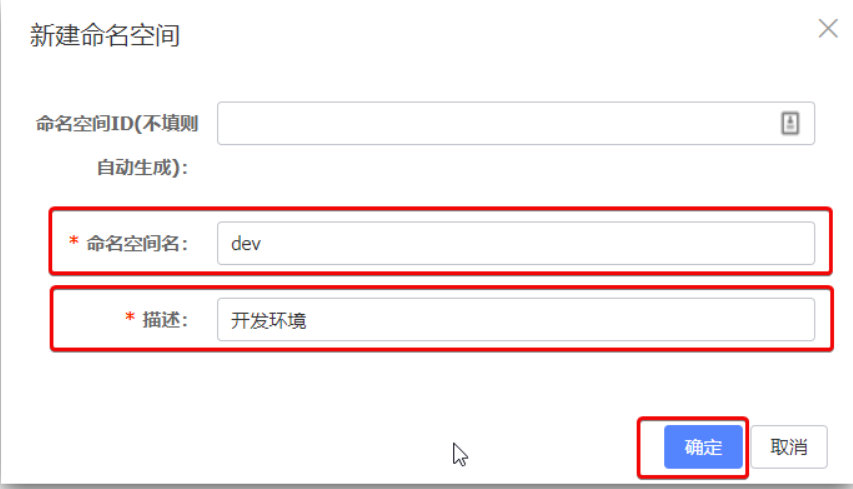 新建命名空间
命名空间ID(不填则
自动生成):
* 命名空间名: dev
* 描述: 开发环境
确定 取消